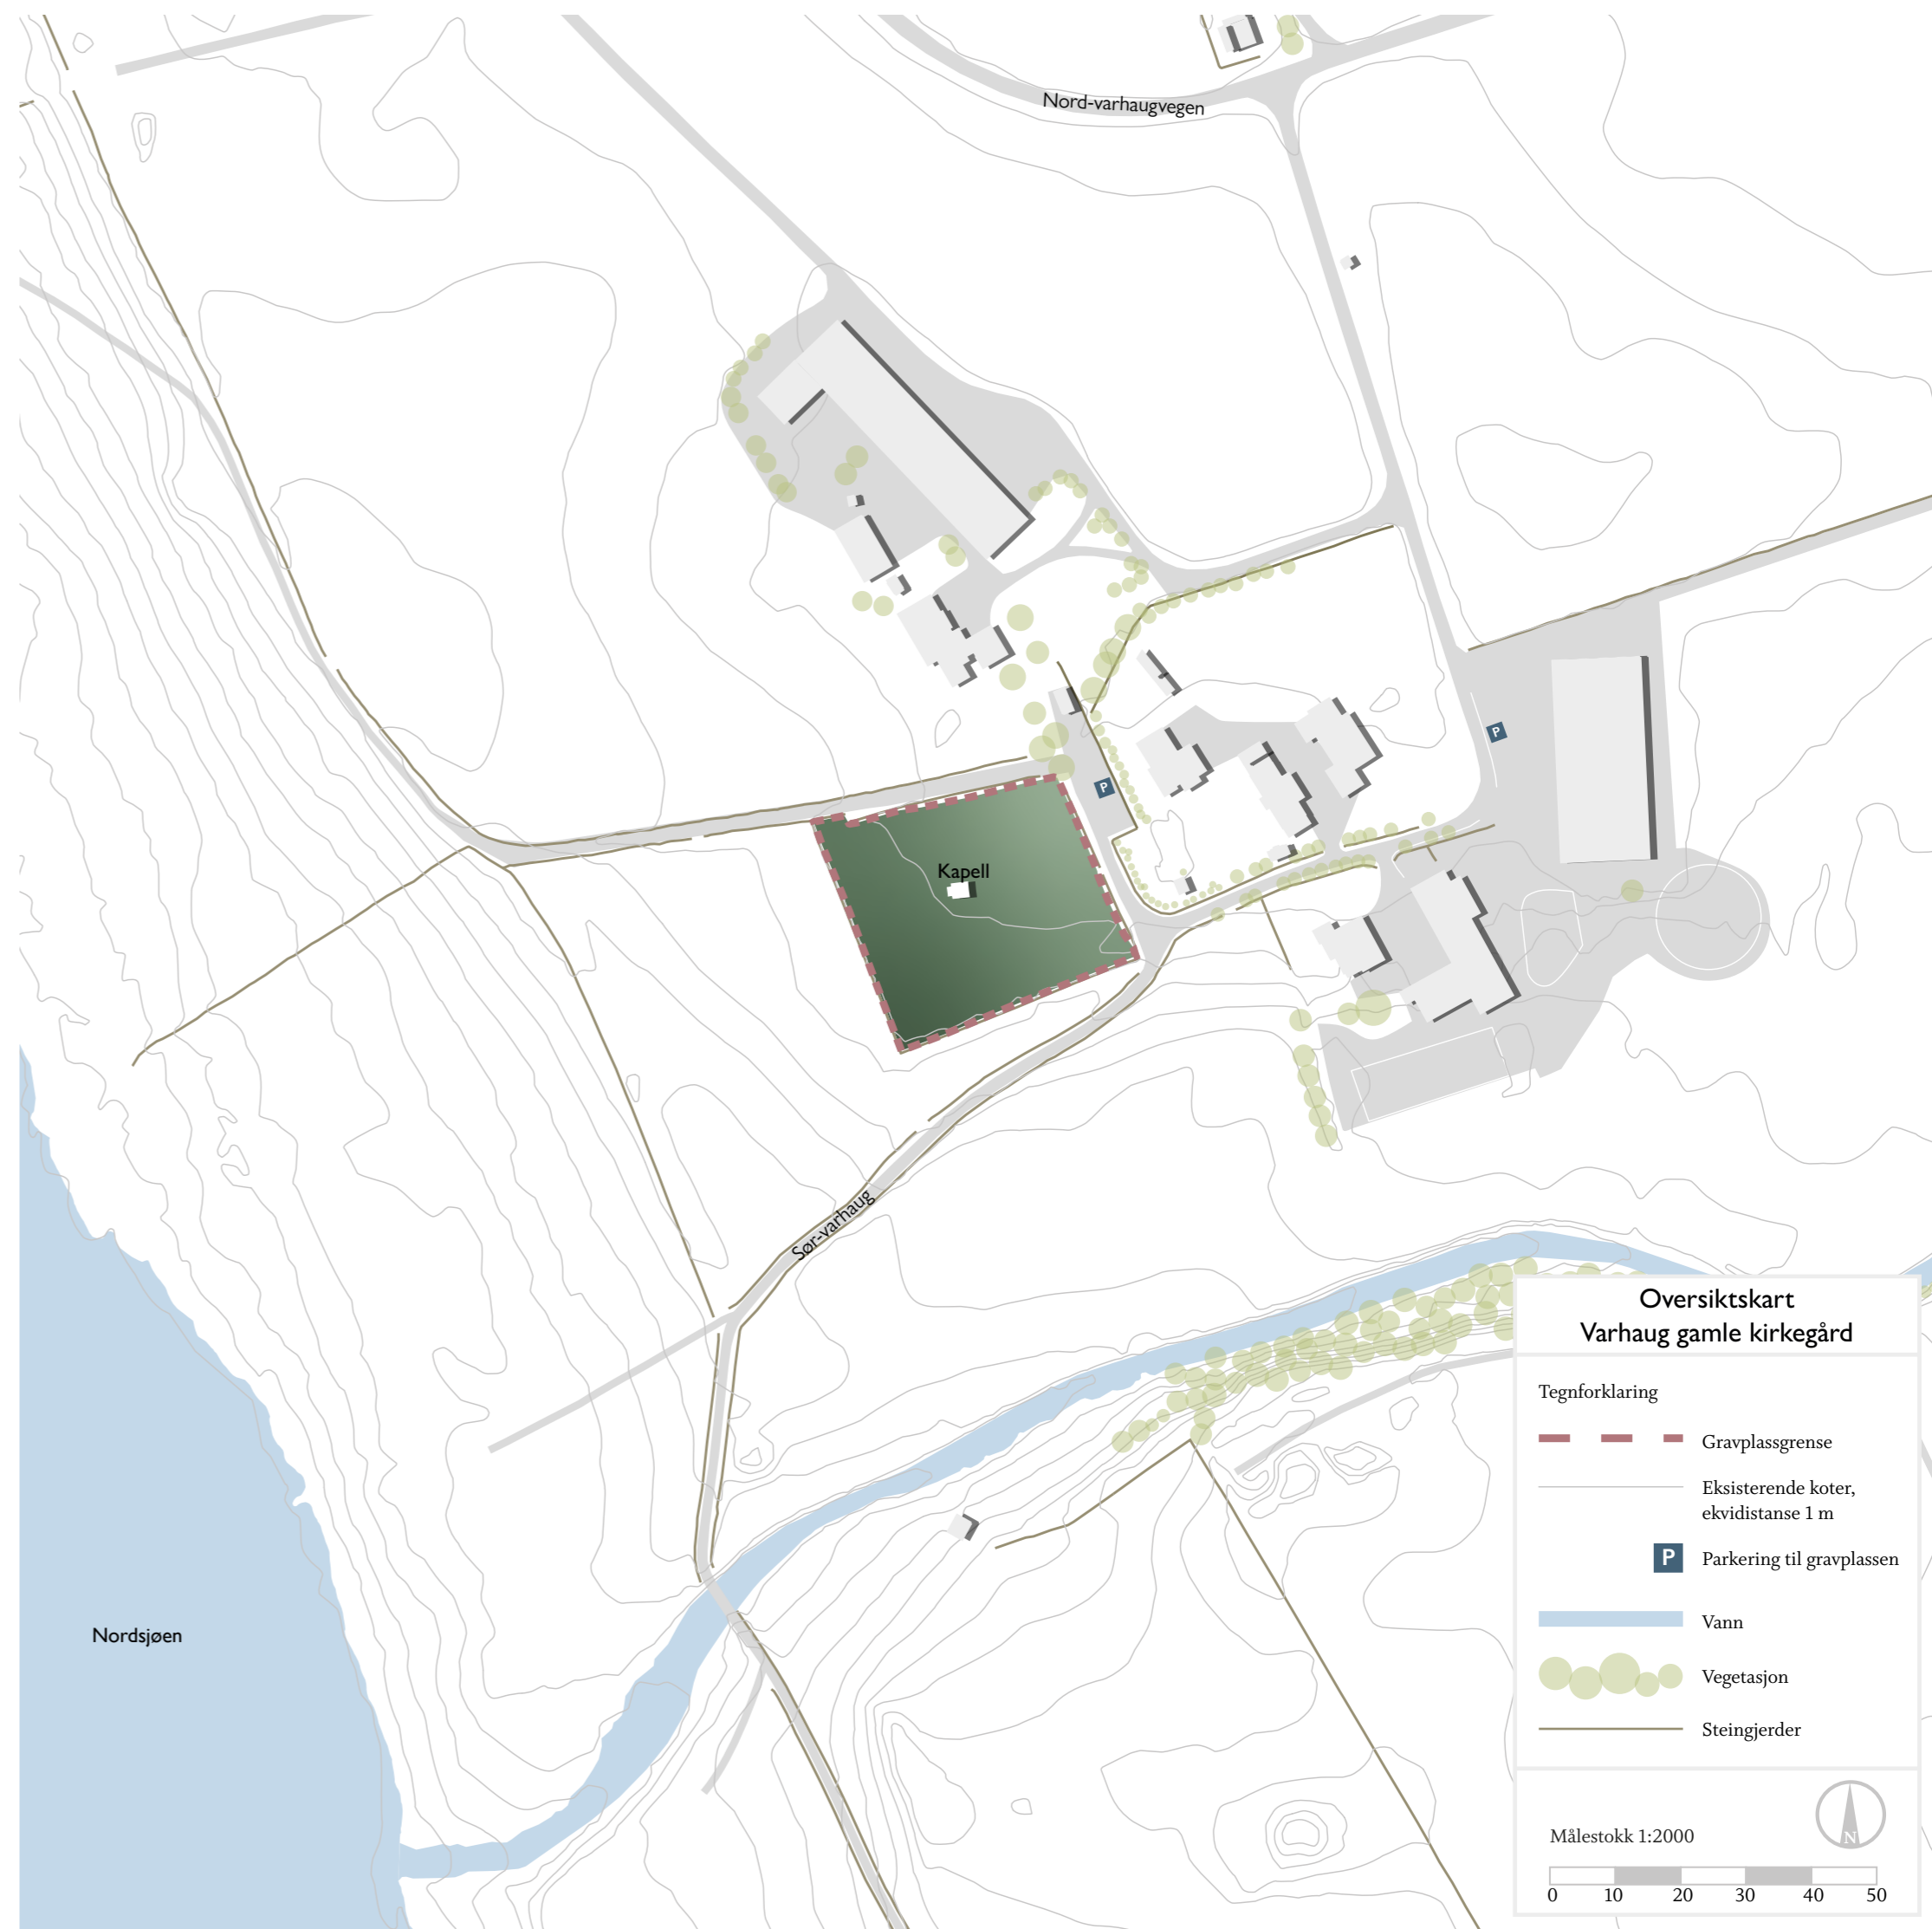 Nord-varhaugvegen
P
P
Kapell
Sør-varhaug
Nordsjøen
Oversiktskart
Varhaug gamle kirkegård
Tegnforklaring
Gravplassgrense
Eksisterende koter,
ekvidistanse 1 m
P Parkering til gravplassen
Vann
Vegetasjon
Steingjerder
N
Målestokk 1:2000
0 10 20 30 40 50